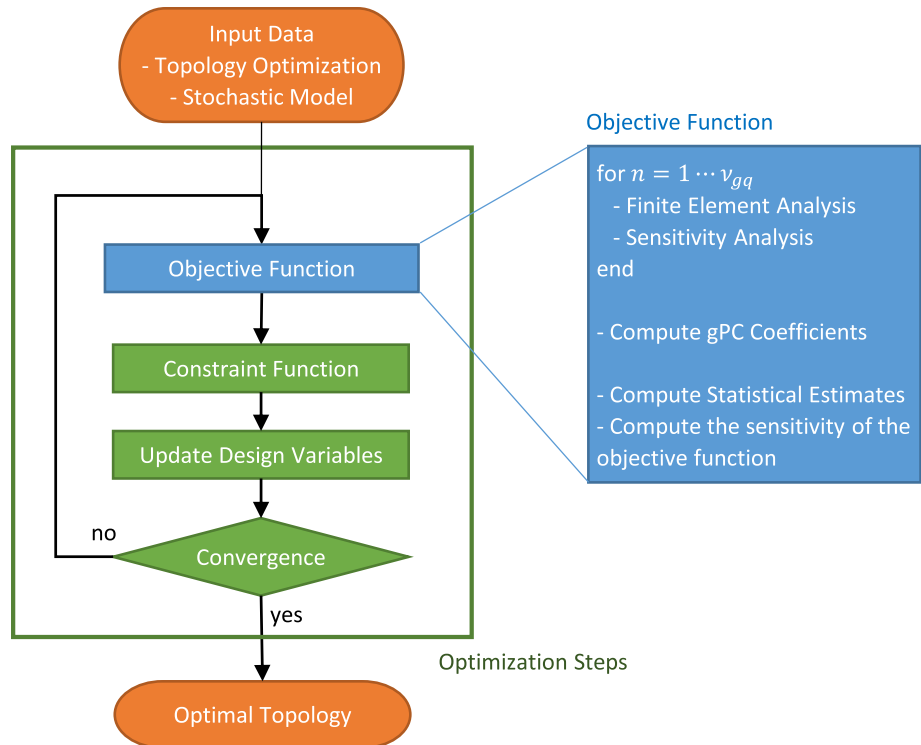 Input Data
- Topology Optimization
- Stochastic Model
Objective Function
Constraint Function
Update Design Variables
Convergence
no
yes
Optimization Steps
Optimal Topology
Objective Function
for n = 1 ⋯ ν_gq
- Finite Element Analysis
- Sensitivity Analysis
end
- Compute gPC Coefficients
- Compute Statistical Estimates
- Compute the sensitivity of the
objective function